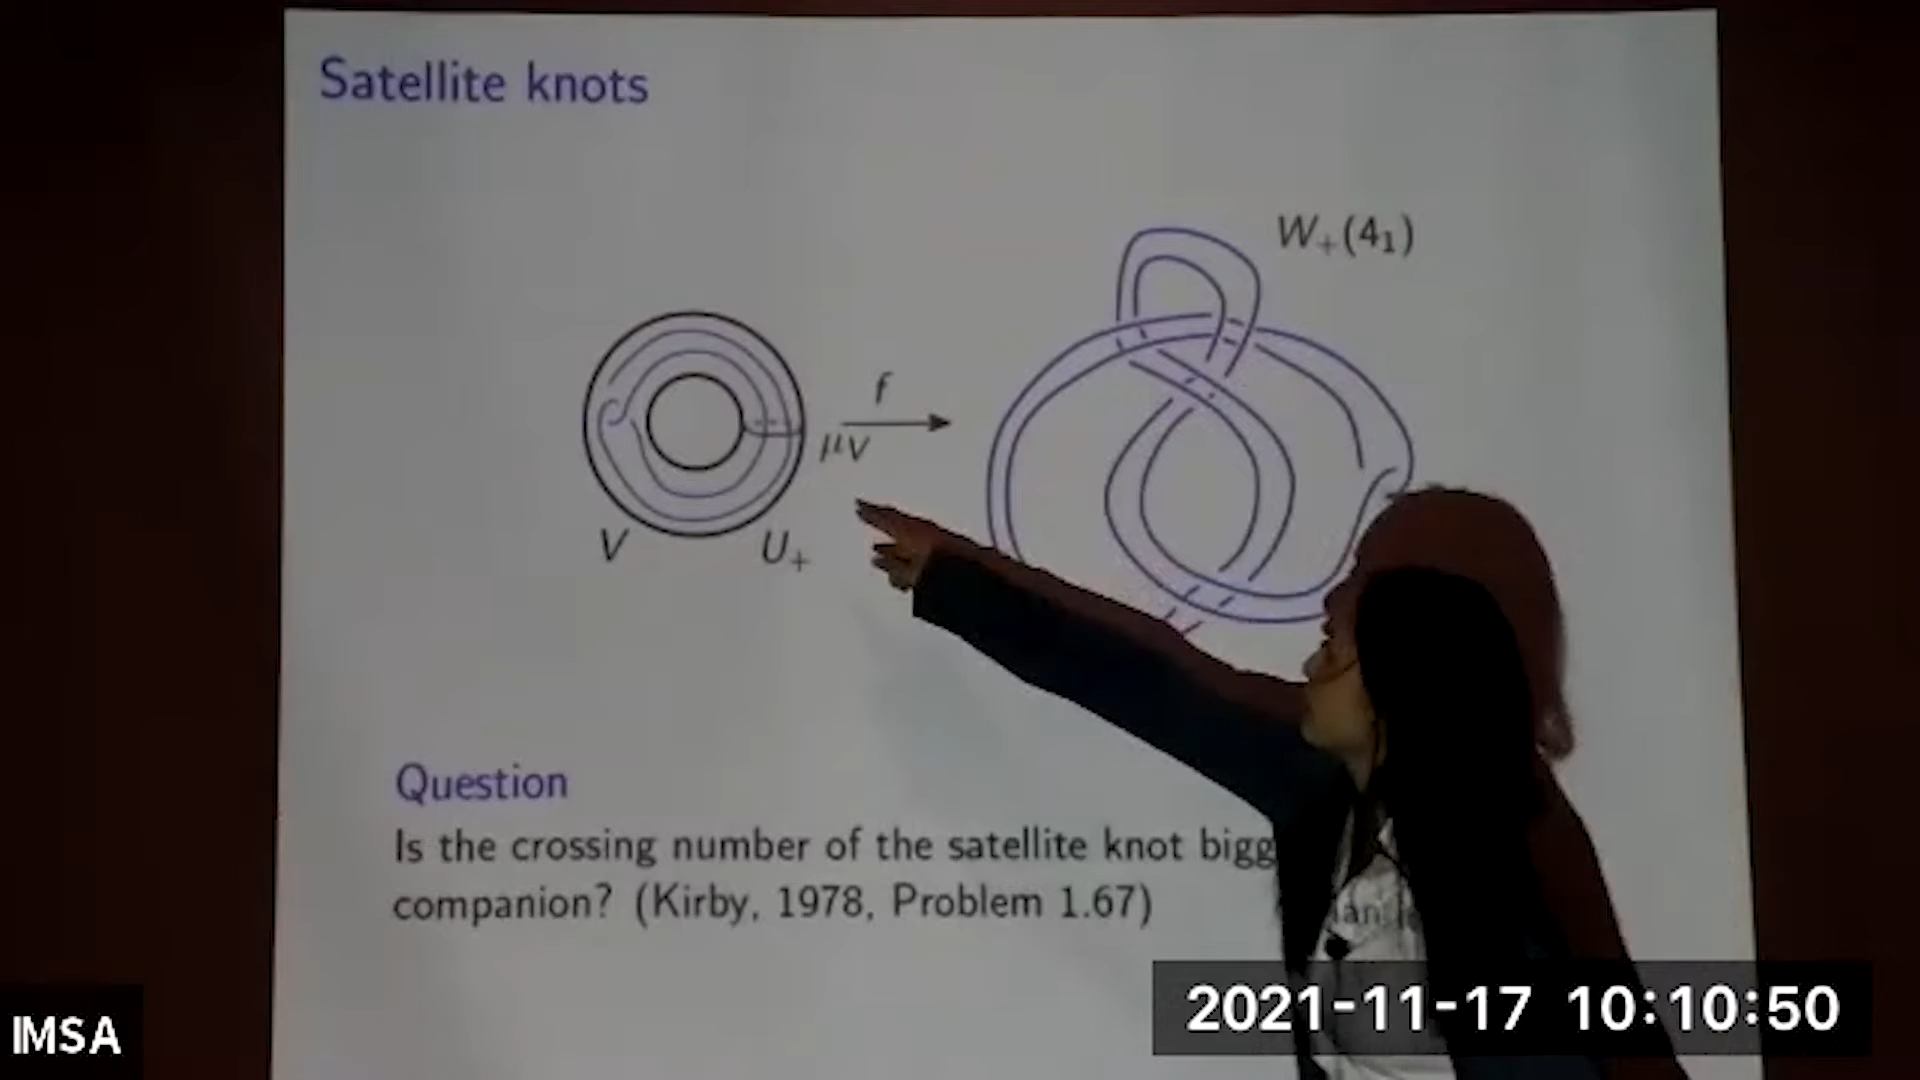 Satellite knots
W₊(4₁)
f
μV
V
U₊
Question
Is the crossing number of the satellite knot
companion? (Kirby, 1978, Problem 1.67)
2021-11-17 10:10:50
IMSA